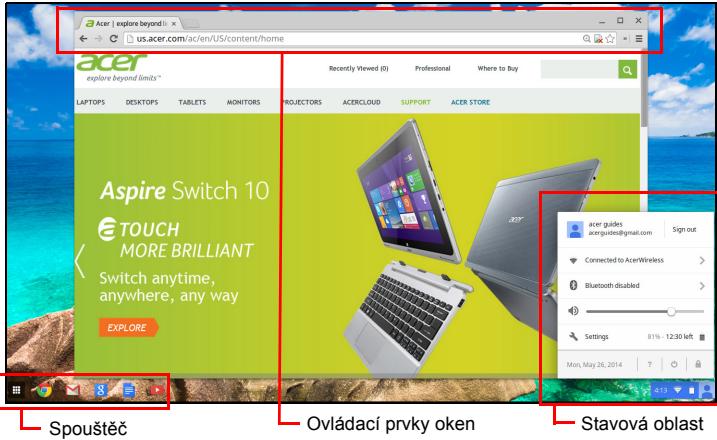 Acer | explore beyond li
us.acer.com/ac/en/US/content/home
acer
explore beyond limits™
Recently Viewed (0) Professional Where to Buy
LAPTOPS DESKTOPS TABLETS MONITORS PROJECTORS ACERCLOUD SUPPORT ACER STORE
Aspire Switch 10
TOUCH
MORE BRILLIANT
Switch anytime,
anywhere, any way
EXPLORE
acer
acer guides
acerguides@gmail.com
Sign out
Connected to AcerWireless
Bluetooth disabled
Settings 81% - 12:30 left
Mon, May 26, 2014 ?
8
4:13
Spouštěč
Ovládací prvky oken
Stavová oblast